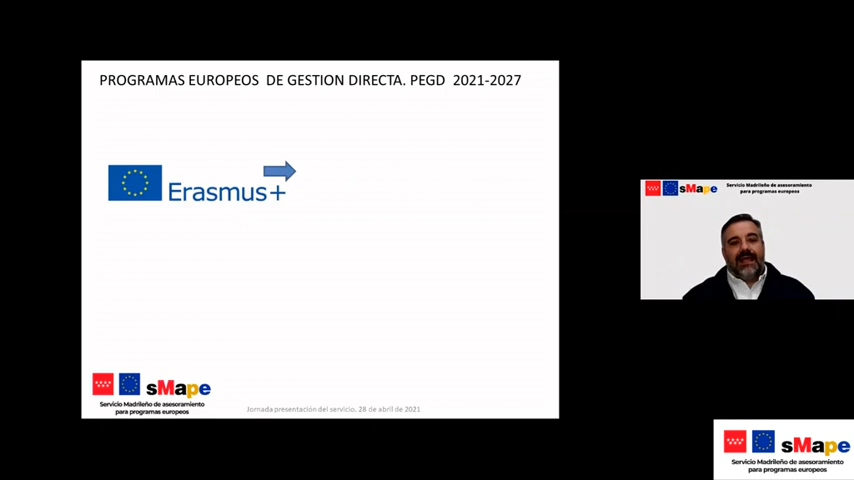 PROGRAMAS EUROPEOS DE GESTION DIRECTA. PEGD 2021-2027
Erasmus+
sMape
Servicio Madrileño de asesoramiento
para programas europeos
Jornada presentación del servicio. 28 de abril de 2021
sMape
Servicio Madrileño de asesoramiento
para programas europeos
sMape
Servicio Madrileño de asesoramiento
para programas europeos